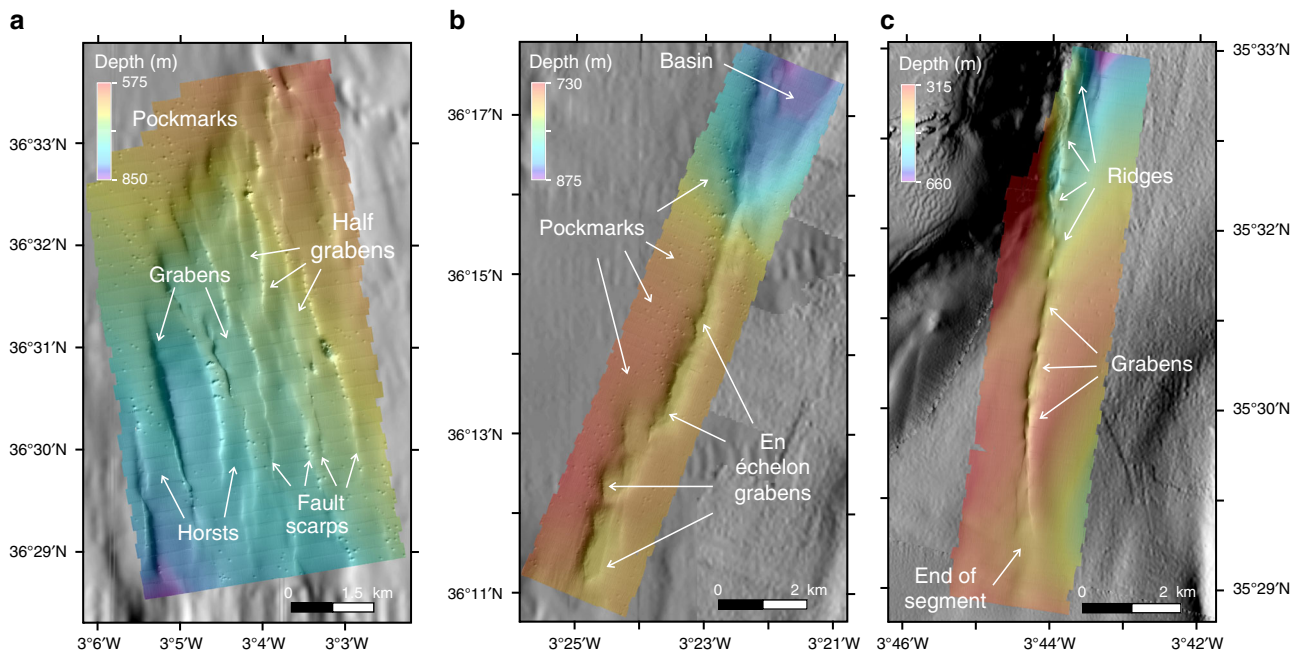 a
Depth (m)
575
850
Pockmarks
Half
grabens
Grabens
Horsts
Fault
scarps
0 1.5 km
36°33′N
36°32′N
36°31′N
36°30′N
36°29′N
3°6′W 3°5′W 3°4′W 3°3′W
b
Depth (m)
730
875
Basin
Pockmarks
En
échelon
grabens
0 2 km
36°17′N
36°15′N
36°13′N
36°11′N
3°25′W 3°23′W 3°21′W
c
Depth (m)
315
660
Ridges
Grabens
End of
segment
0 2 km
35°33′N
35°32′N
35°30′N
35°29′N
3°46′W 3°44′W 3°42′W